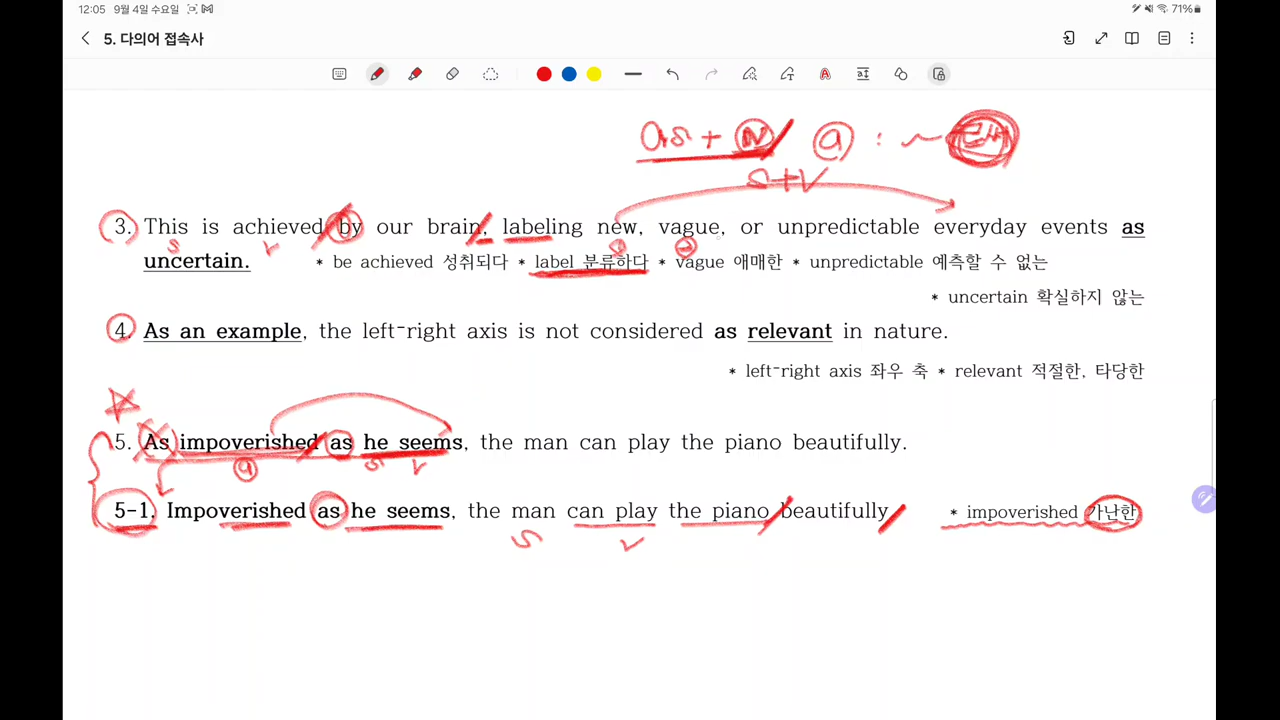 12:05 9월 4일 수요일 71%
5. 다의어 접속사
as + N a : ~
S+V
3. This is achieved by our brain, labeling new, vague, or unpredictable everyday events as
S V a a
uncertain. * be achieved 성취되다 * label 분류하다 * vague 애매한 * unpredictable 예측할 수 없는
* uncertain 확실하지 않는
4. As an example, the left-right axis is not considered as relevant in nature.
* left-right axis 좌우 축 * relevant 적절한, 타당한
5. As impoverished as he seems, the man can play the piano beautifully.
a S V
5-1. Impoverished as he seems, the man can play the piano beautifully, * impoverished 가난한
S V